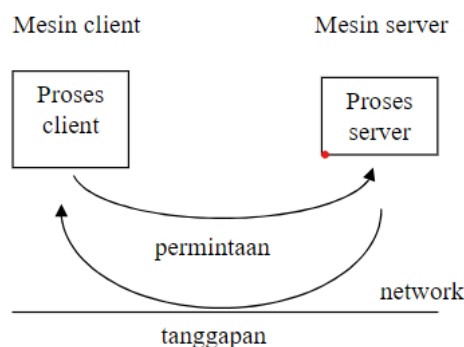 Mesin client
Mesin server
Proses
client
Proses
server
permintaan
network
tanggapan